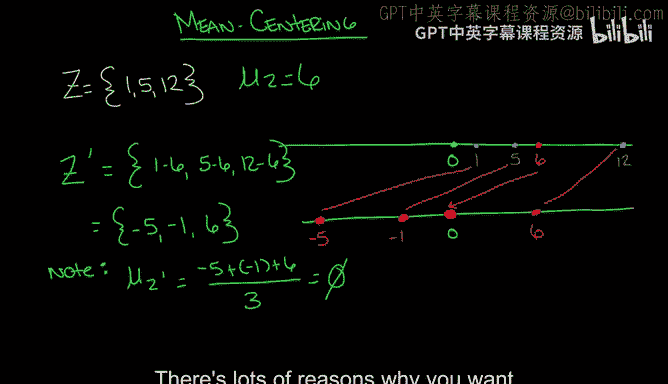 GPT中英字幕课程资源@bilibili.com
MEAN-CENTERING
GPT中英字幕课程资源 bilibili
Z = {1,5,12} μz = 6
Z' = {1-6, 5-6, 12-6}
0 1 5 6 12
= {-5, -1, 6}
-5 -1 0 6
NOTE: μz' = -5+(-1)+6 / 3 = ∅
There's lots of reasons why you want